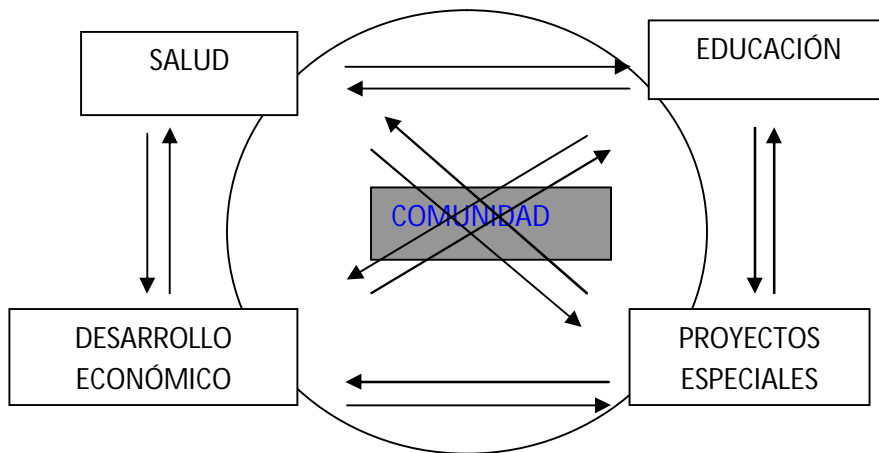 SALUD
EDUCACIÓN
COMUNIDAD
DESARROLLO
ECONÓMICO
PROYECTOS
ESPECIALES